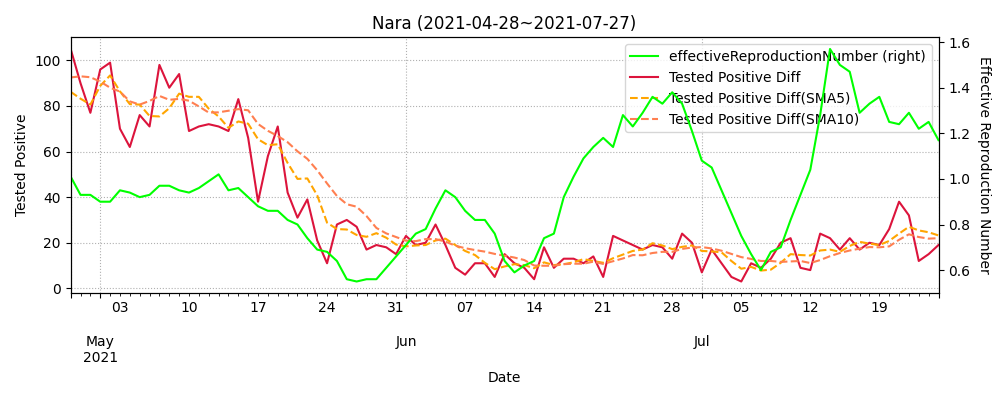 Nara (2021-04-28~2021-07-27)
effectiveReproductionNumber (right)
Tested Positive Diff
Tested Positive Diff(SMA5)
Tested Positive Diff(SMA10)
Tested Positive
100
80
60
40
20
0
1.6
1.4
1.2
1.0
0.8
0.6
Effective Reproduction Number
03 10 17 24 31 07 14 21 28 05 12 19
May Jun Jul
2021
Date